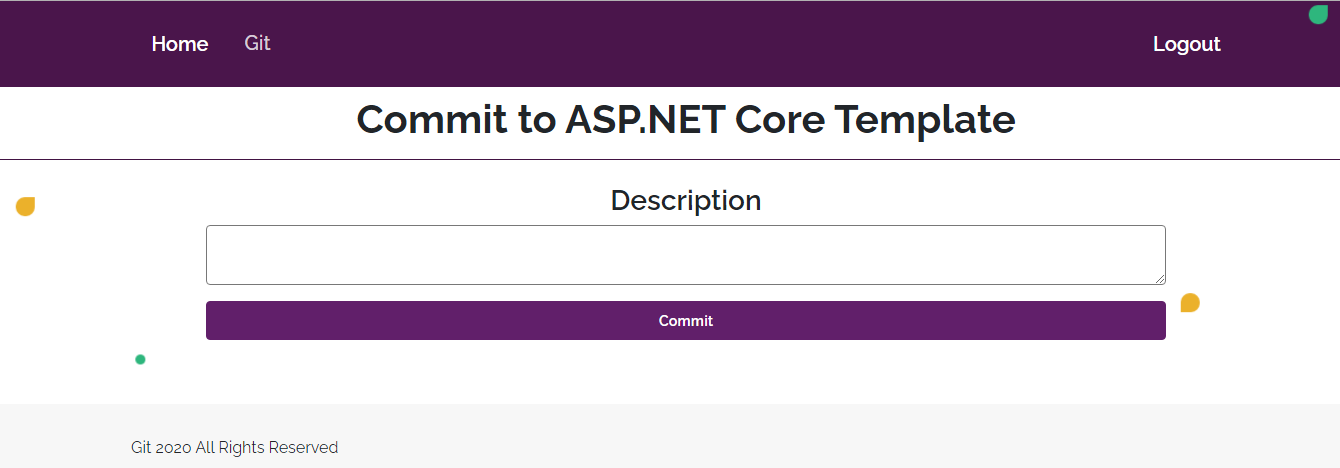 Home Git Logout
Commit to ASP.NET Core Template
Description
Commit
Git 2020 All Rights Reserved